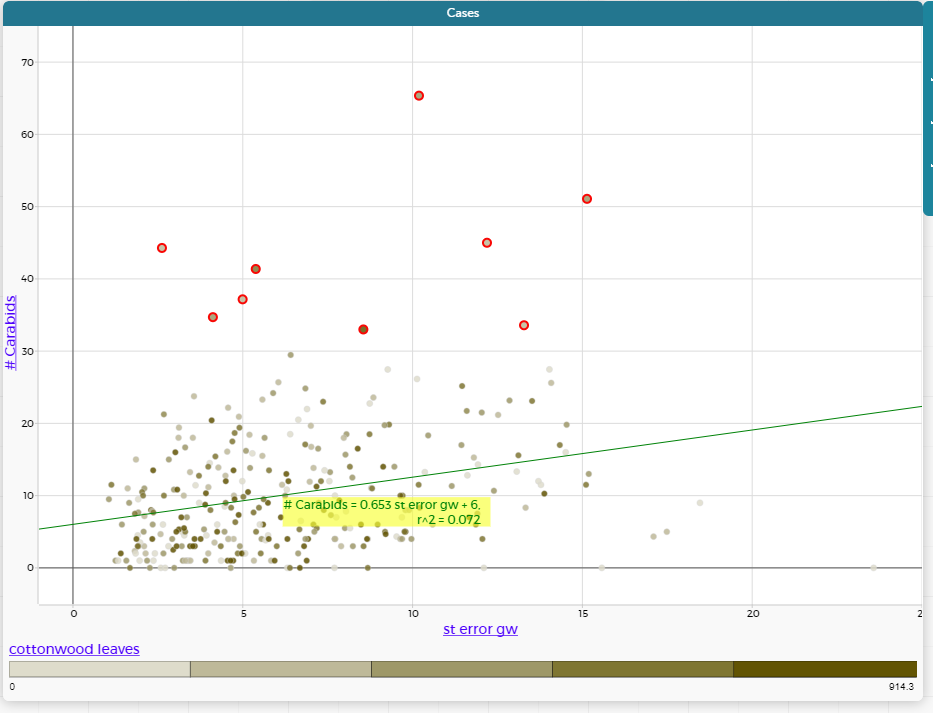 Cases
70
60
50
40
30
20
10
0
# Carabids
# Carabids = 0.653 st error gw + 6.
r^2 = 0.072
0 5 10 15 20 2
st error gw
cottonwood leaves
0 914.3